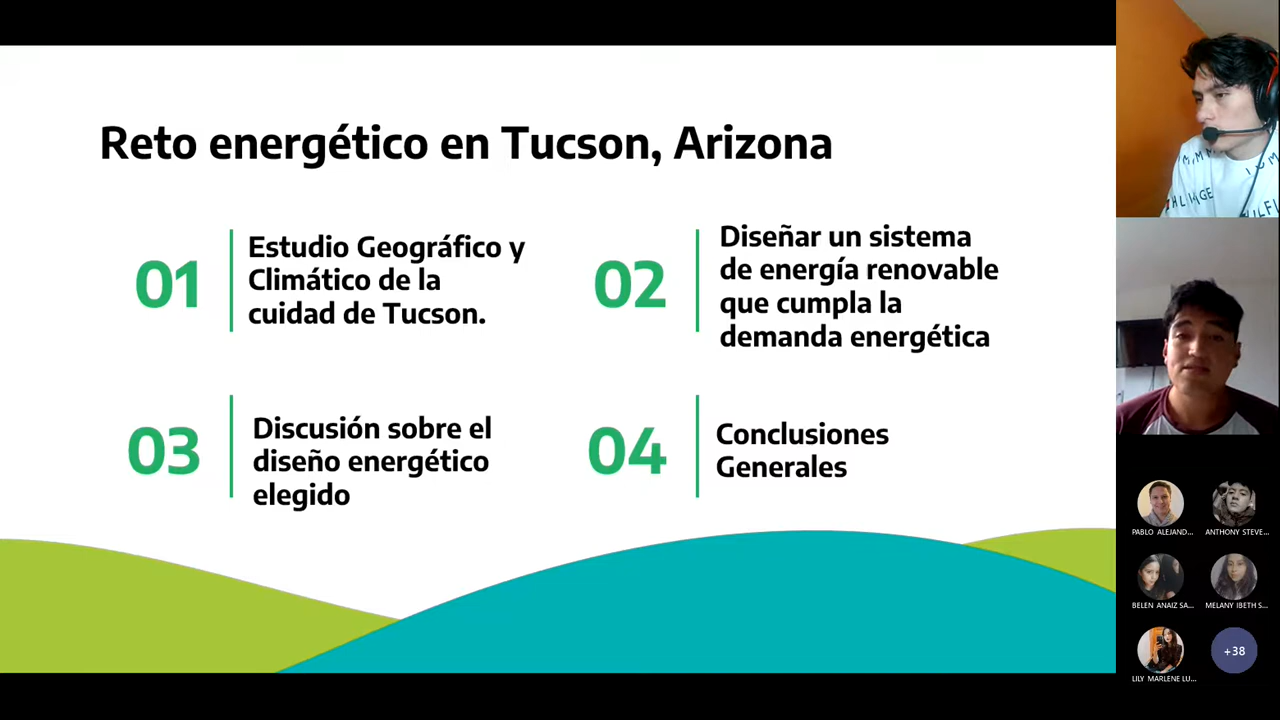 Reto energético en Tucson, Arizona
01
Estudio Geográfico y
Climático de la
cuidad de Tucson.
02
Diseñar un sistema
de energía renovable
que cumpla la
demanda energética
03
Discusión sobre el
diseño energético
elegido
04
Conclusiones
Generales
PABLO ALEJAND...
ANTHONY STEVE...
BELEN ANAIZ SA...
MELANY IBETH S...
LILY MARLENE LU...
+38